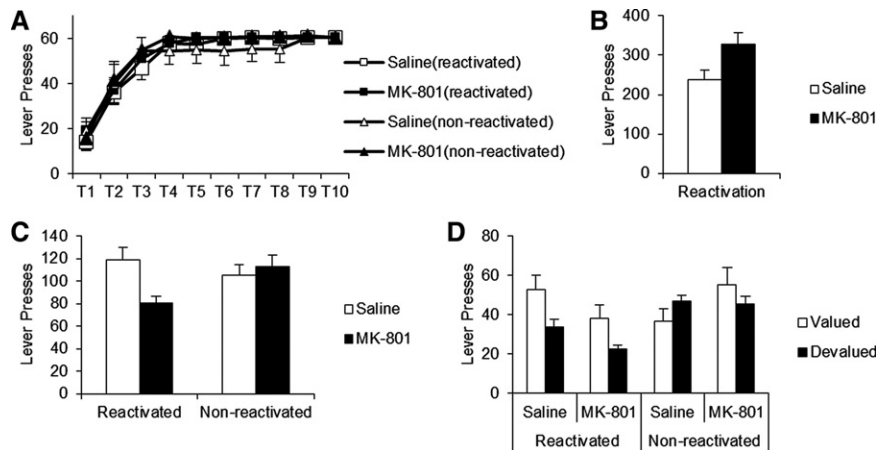 A
Lever Presses
60
40
20
0
T1 T2 T3 T4 T5 T6 T7 T8 T9 T10
Saline(reactivated)
MK-801(reactivated)
Saline(non-reactivated)
MK-801(non-reactivated)
B
Lever Presses
400
300
200
100
0
Reactivation
Saline
MK-801
C
Lever Presses
140
120
100
80
60
40
20
0
Reactivated Non-reactivated
Saline
MK-801
D
Lever Presses
80
60
40
20
0
Saline MK-801 Saline MK-801
Reactivated Non-reactivated
Valued
Devalued